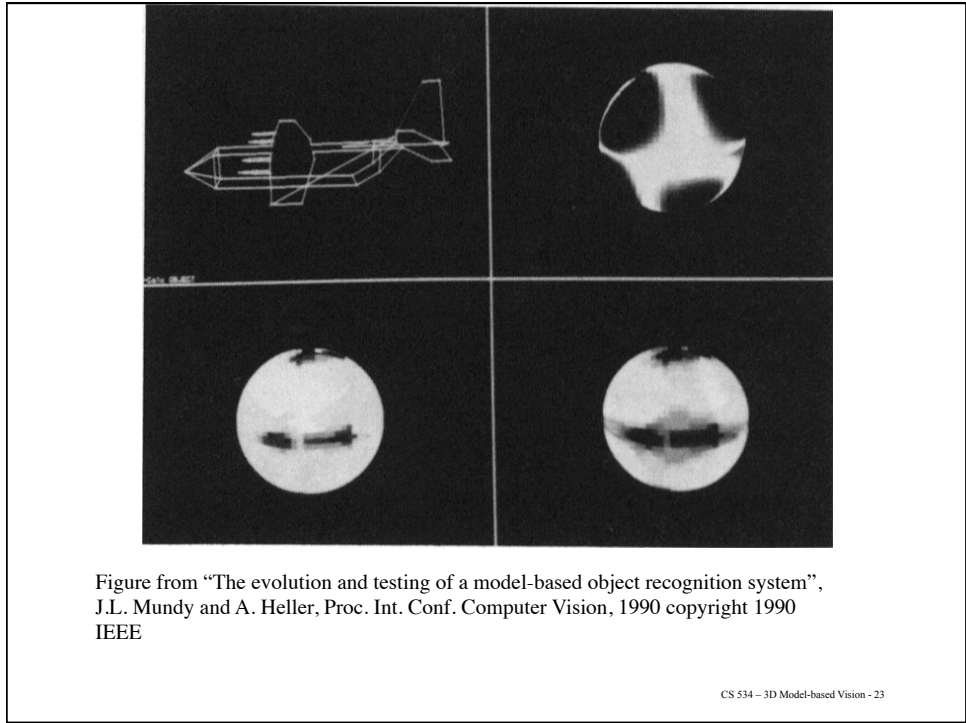 Figure from “The evolution and testing of a model-based object recognition system”,
J.L. Mundy and A. Heller, Proc. Int. Conf. Computer Vision, 1990 copyright 1990
IEEE
CS 534 – 3D Model-based Vision - 23